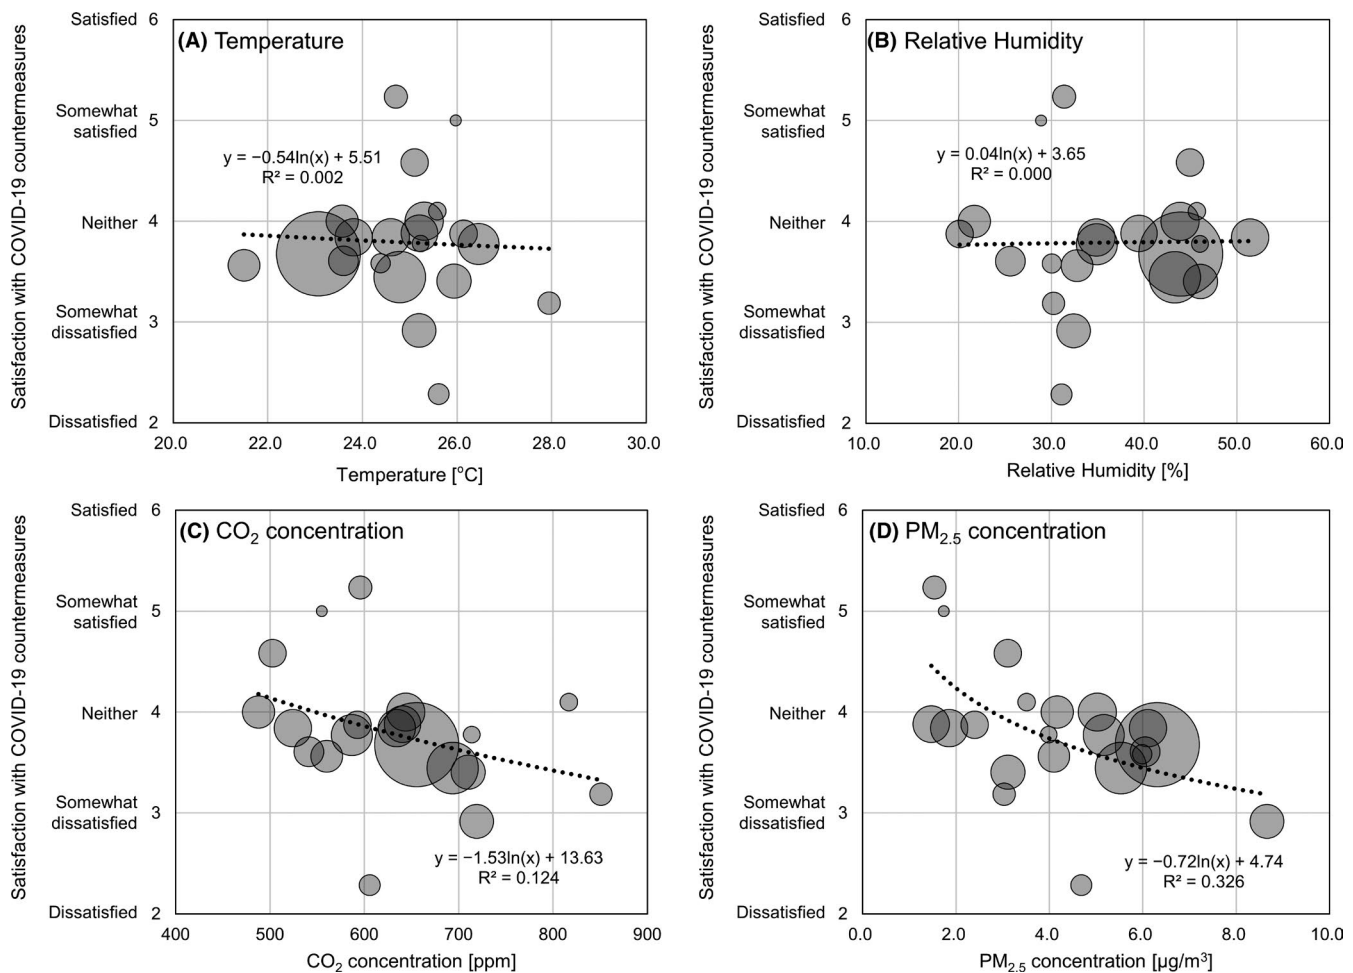 (A) Temperature
Satisfaction with COVID-19 countermeasures
Satisfied 6
Somewhat
satisfied 5
Neither 4
Somewhat
dissatisfied 3
Dissatisfied 2
y = −0.54ln(x) + 5.51
R² = 0.002
20.0 22.0 24.0 26.0 28.0 30.0
Temperature [°C]
(B) Relative Humidity
Satisfaction with COVID-19 countermeasures
Satisfied 6
Somewhat
satisfied 5
Neither 4
Somewhat
dissatisfied 3
Dissatisfied 2
y = 0.04ln(x) + 3.65
R² = 0.000
10.0 20.0 30.0 40.0 50.0 60.0
Relative Humidity [%]
(C) CO₂ concentration
Satisfaction with COVID-19 countermeasures
Satisfied 6
Somewhat
satisfied 5
Neither 4
Somewhat
dissatisfied 3
Dissatisfied 2
y = −1.53ln(x) + 13.63
R² = 0.124
400 500 600 700 800 900
CO₂ concentration [ppm]
(D) PM₂.₅ concentration
Satisfaction with COVID-19 countermeasures
Satisfied 6
Somewhat
satisfied 5
Neither 4
Somewhat
dissatisfied 3
Dissatisfied 2
y = −0.72ln(x) + 4.74
R² = 0.326
0.0 2.0 4.0 6.0 8.0 10.0
PM₂.₅ concentration [µg/m³]